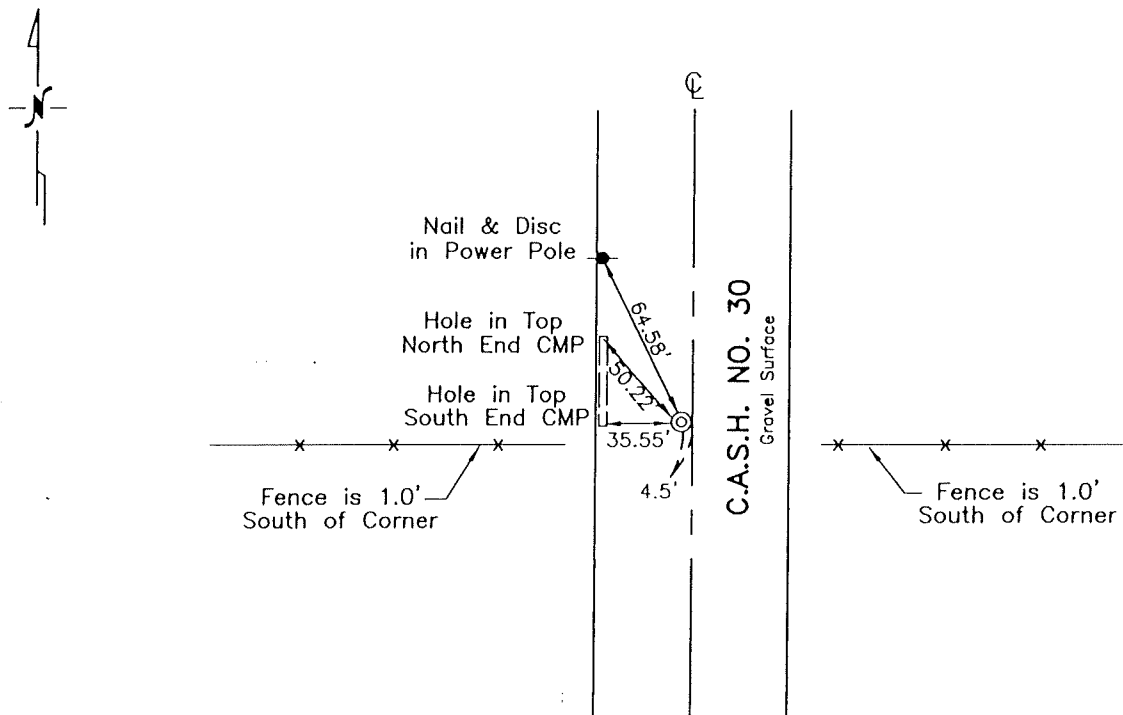 N
℄
Nail & Disc
in Power Pole
64.58'
Hole in Top
North End CMP
50.22'
Hole in Top
South End CMP
35.55'
4.5'
C.A.S.H. NO. 30
Gravel Surface
Fence is 1.0'
South of Corner
Fence is 1.0'
South of Corner